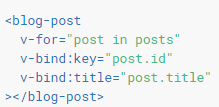 <blog-post
  v-for="post in posts"
  v-bind:key="post.id"
  v-bind:title="post.title"
></blog-post>